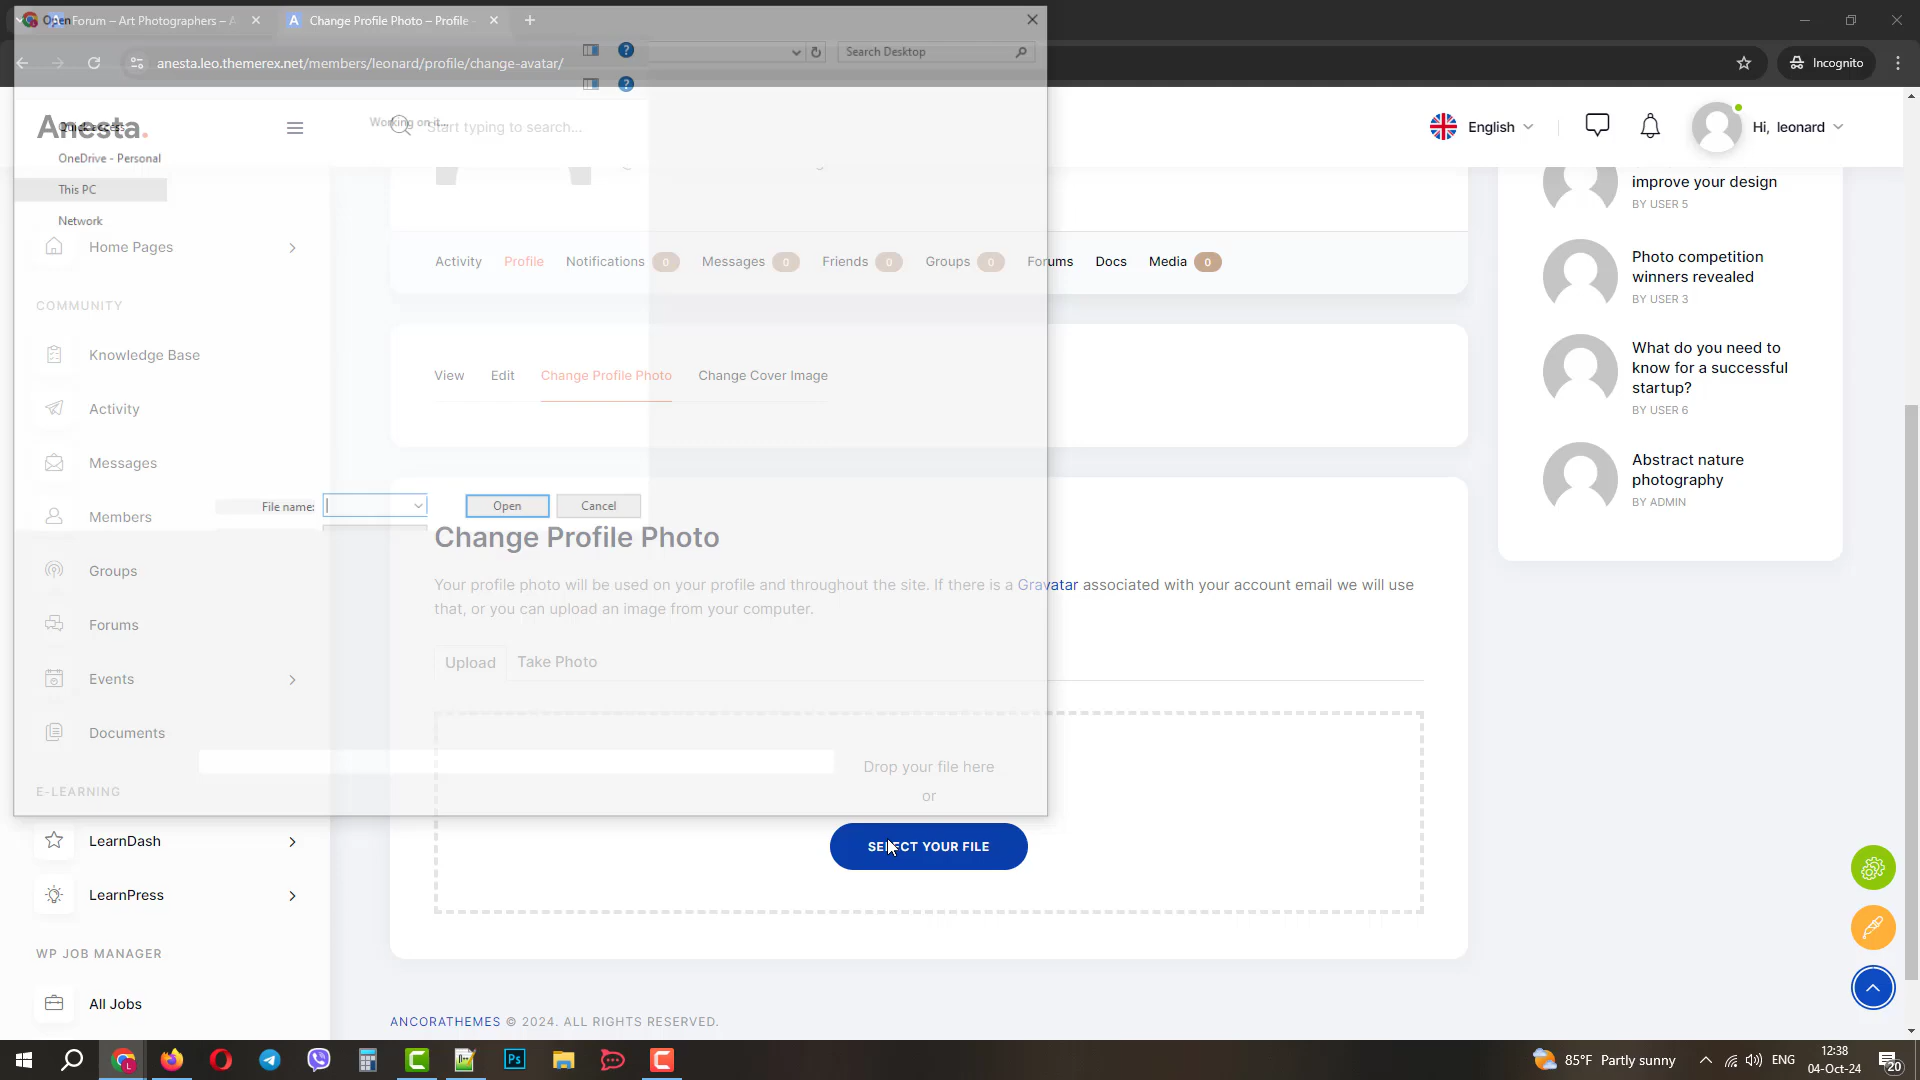 Open
Forum – Art Photographers – A
Change Profile Photo – Profile
Search Desktop
anesta.leo.themerex.net/members/leonard/profile/change-avatar/
Incognito
Anesta.
Quick access
Working on it...
Start typing to search...
English
Hi, leonard
OneDrive - Personal
This PC
Network
Home Pages
COMMUNITY
Knowledge Base
Activity
Messages
Members
Groups
Forums
Events
Documents
E-LEARNING
LearnDash
LearnPress
WP JOB MANAGER
All Jobs
Activity
Profile
Notifications 0
Messages 0
Friends 0
Groups 0
Forums
Docs
Media 0
View
Edit
Change Profile Photo
Change Cover Image
File name:
Open
Cancel
Change Profile Photo
Your profile photo will be used on your profile and throughout the site. If there is a Gravatar associated with your account email we will use
that, or you can upload an image from your computer.
Upload
Take Photo
Drop your file here
or
SELECT YOUR FILE
ANCORATHEMES © 2024. ALL RIGHTS RESERVED.
improve your design
BY USER 5
Photo competition
winners revealed
BY USER 3
What do you need to
know for a successful
startup?
BY USER 6
Abstract nature
photography
BY ADMIN
Ps
85°F Partly sunny
ENG
12:38
04-Oct-24
20